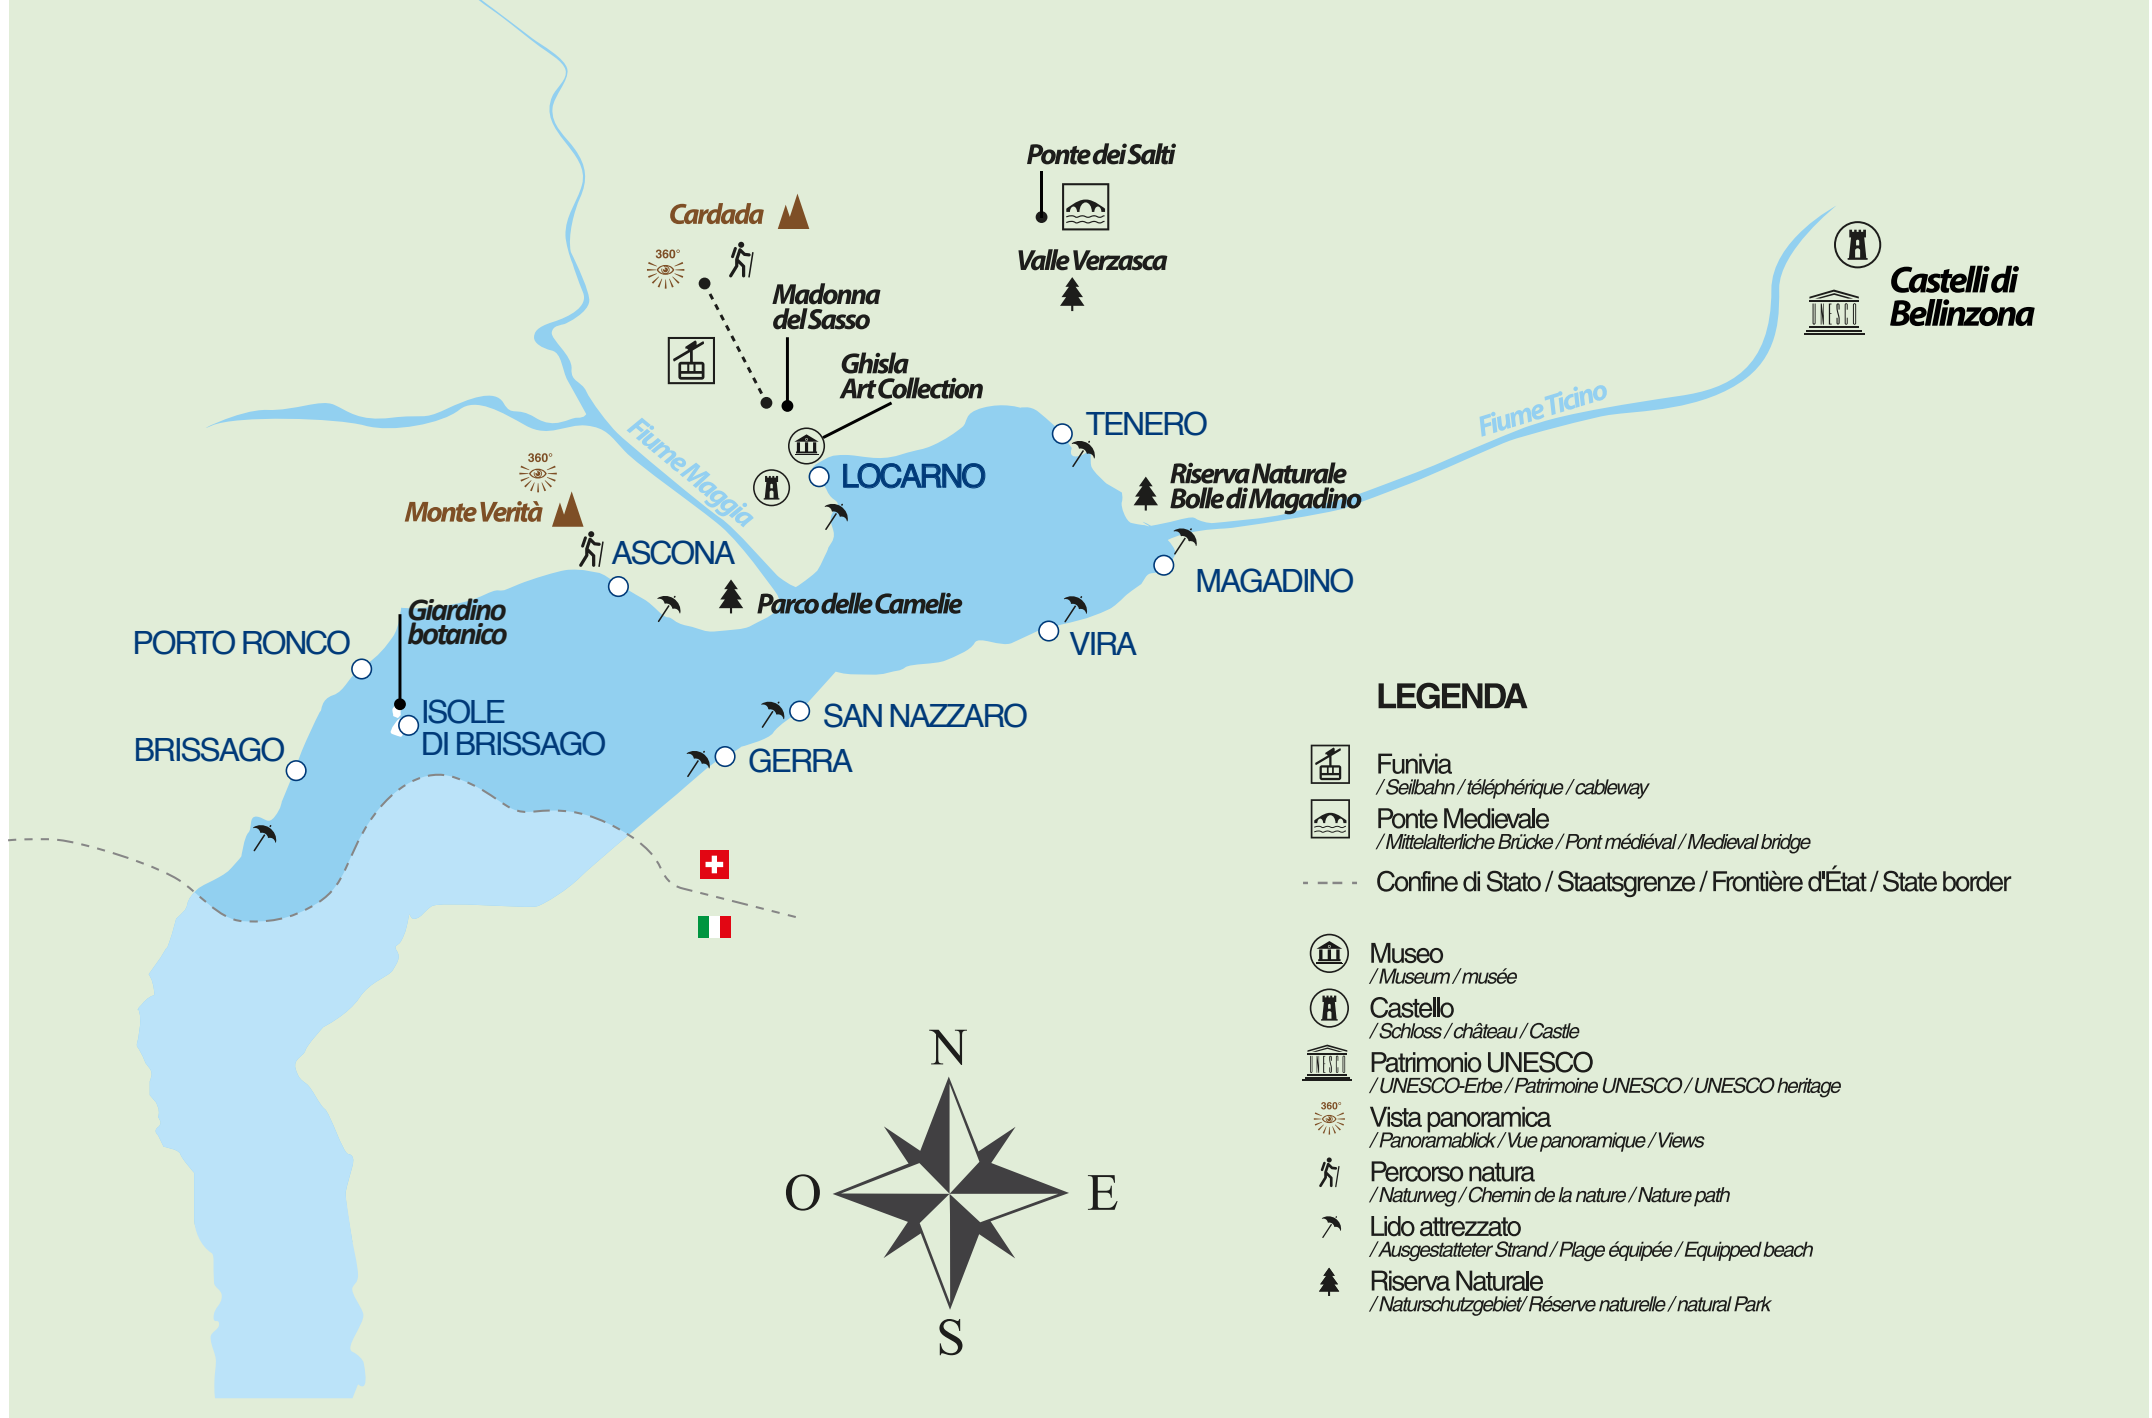 Ponte dei Salti
Cardada
360°
Valle Verzasca
Madonna
del Sasso
Castelli di
Bellinzona
UNESCO
Ghisla
Art Collection
Fiume Ticino
Fiume Maggia
TENERO
360°
LOCARNO
Riserva Naturale
Bolle di Magadino
Monte Verità
ASCONA
MAGADINO
Parco delle Camelie
Giardino
botanico
PORTO RONCO
VIRA
ISOLE
DI BRISSAGO
SAN NAZZARO
BRISSAGO
GERRA
N
O
E
S
LEGENDA
Funivia
/ Seilbahn / téléphérique / cableway
Ponte Medievale
/ Mittelalterliche Brücke / Pont médiéval / Medieval bridge
Confine di Stato / Staatsgrenze / Frontière d'État / State border
Museo
/ Museum / musée
Castello
/ Schloss / château / Castle
UNESCO
Patrimonio UNESCO
/ UNESCO-Erbe / Patrimoine UNESCO / UNESCO heritage
360°
Vista panoramica
/ Panoramablick / Vue panoramique / Views
Percorso natura
/ Naturweg / Chemin de la nature / Nature path
Lido attrezzato
/ Ausgestatteter Strand / Plage équipée / Equipped beach
Riserva Naturale
/ Naturschutzgebiet/ Réserve naturelle / natural Park